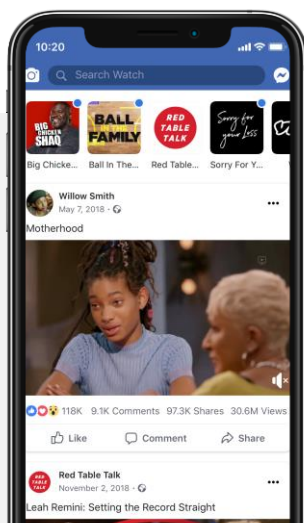 10:20
Search Watch
BIG
CHICKEN
SHAQ
BALL
IN THE
FAMILY
RED
TABLE
TALK
Sorry for
your Loss
Big Chicke...
Ball In The...
Red Table...
Sorry For Y...
Willow Smith
May 7, 2018 -
Motherhood
118K 9.1K Comments 97.3K Shares 30.6M Views
Like Comment Share
RED
TABLE
TALK
Red Table Talk
November 2, 2018 -
Leah Remini: Setting the Record Straight